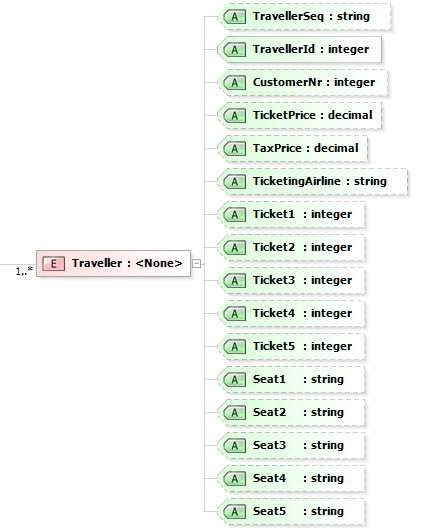 A TravellerSeq : string
A TravellerId : integer
A CustomerNr : integer
A TicketPrice : decimal
A TaxPrice : decimal
A TicketingAirline : string
A Ticket1 : integer
A Ticket2 : integer
E Traveller : <None>
1..*
A Ticket3 : integer
A Ticket4 : integer
A Ticket5 : integer
A Seat1 : string
A Seat2 : string
A Seat3 : string
A Seat4 : string
A Seat5 : string